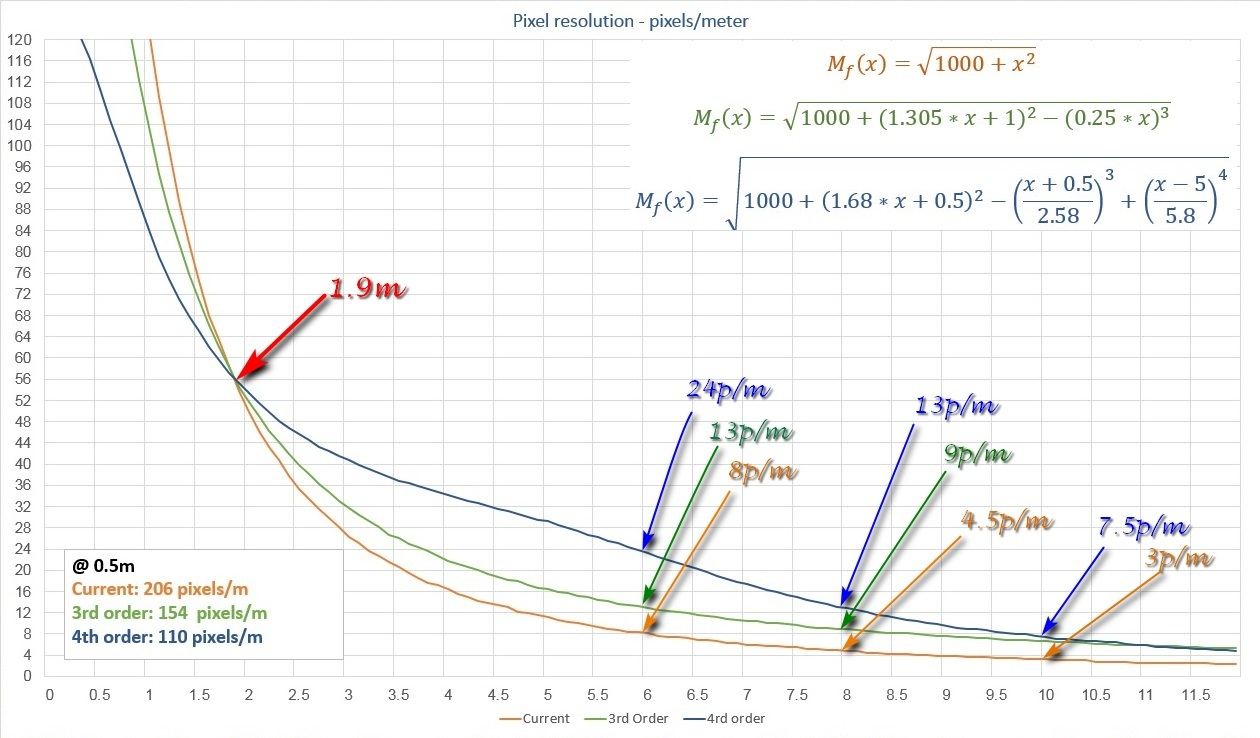 Pixel resolution - pixels/meter
M_f(x) = √(1000 + x²)
M_f(x) = √(1000 + (1.305 * x + 1)² − (0.25 * x)³)
M_f(x) = √(1000 + (1.68 * x + 0.5)² − ((x + 0.5)/2.58)³ + ((x − 5)/5.8)⁴)
120
116
112
108
104
100
96
92
88
84
80
76
72
68
64
60
56
52
48
44
40
36
32
28
24
20
16
12
8
4
0
1.9m
24p/m
13p/m
8p/m
13p/m
9p/m
4.5p/m
7.5p/m
3p/m
@ 0.5m
Current: 206 pixels/m
3rd order: 154 pixels/m
4th order: 110 pixels/m
0 0.5 1 1.5 2 2.5 3 3.5 4 4.5 5 5.5 6 6.5 7 7.5 8 8.5 9 9.5 10 10.5 11 11.5
Current 3rd Order 4rd order